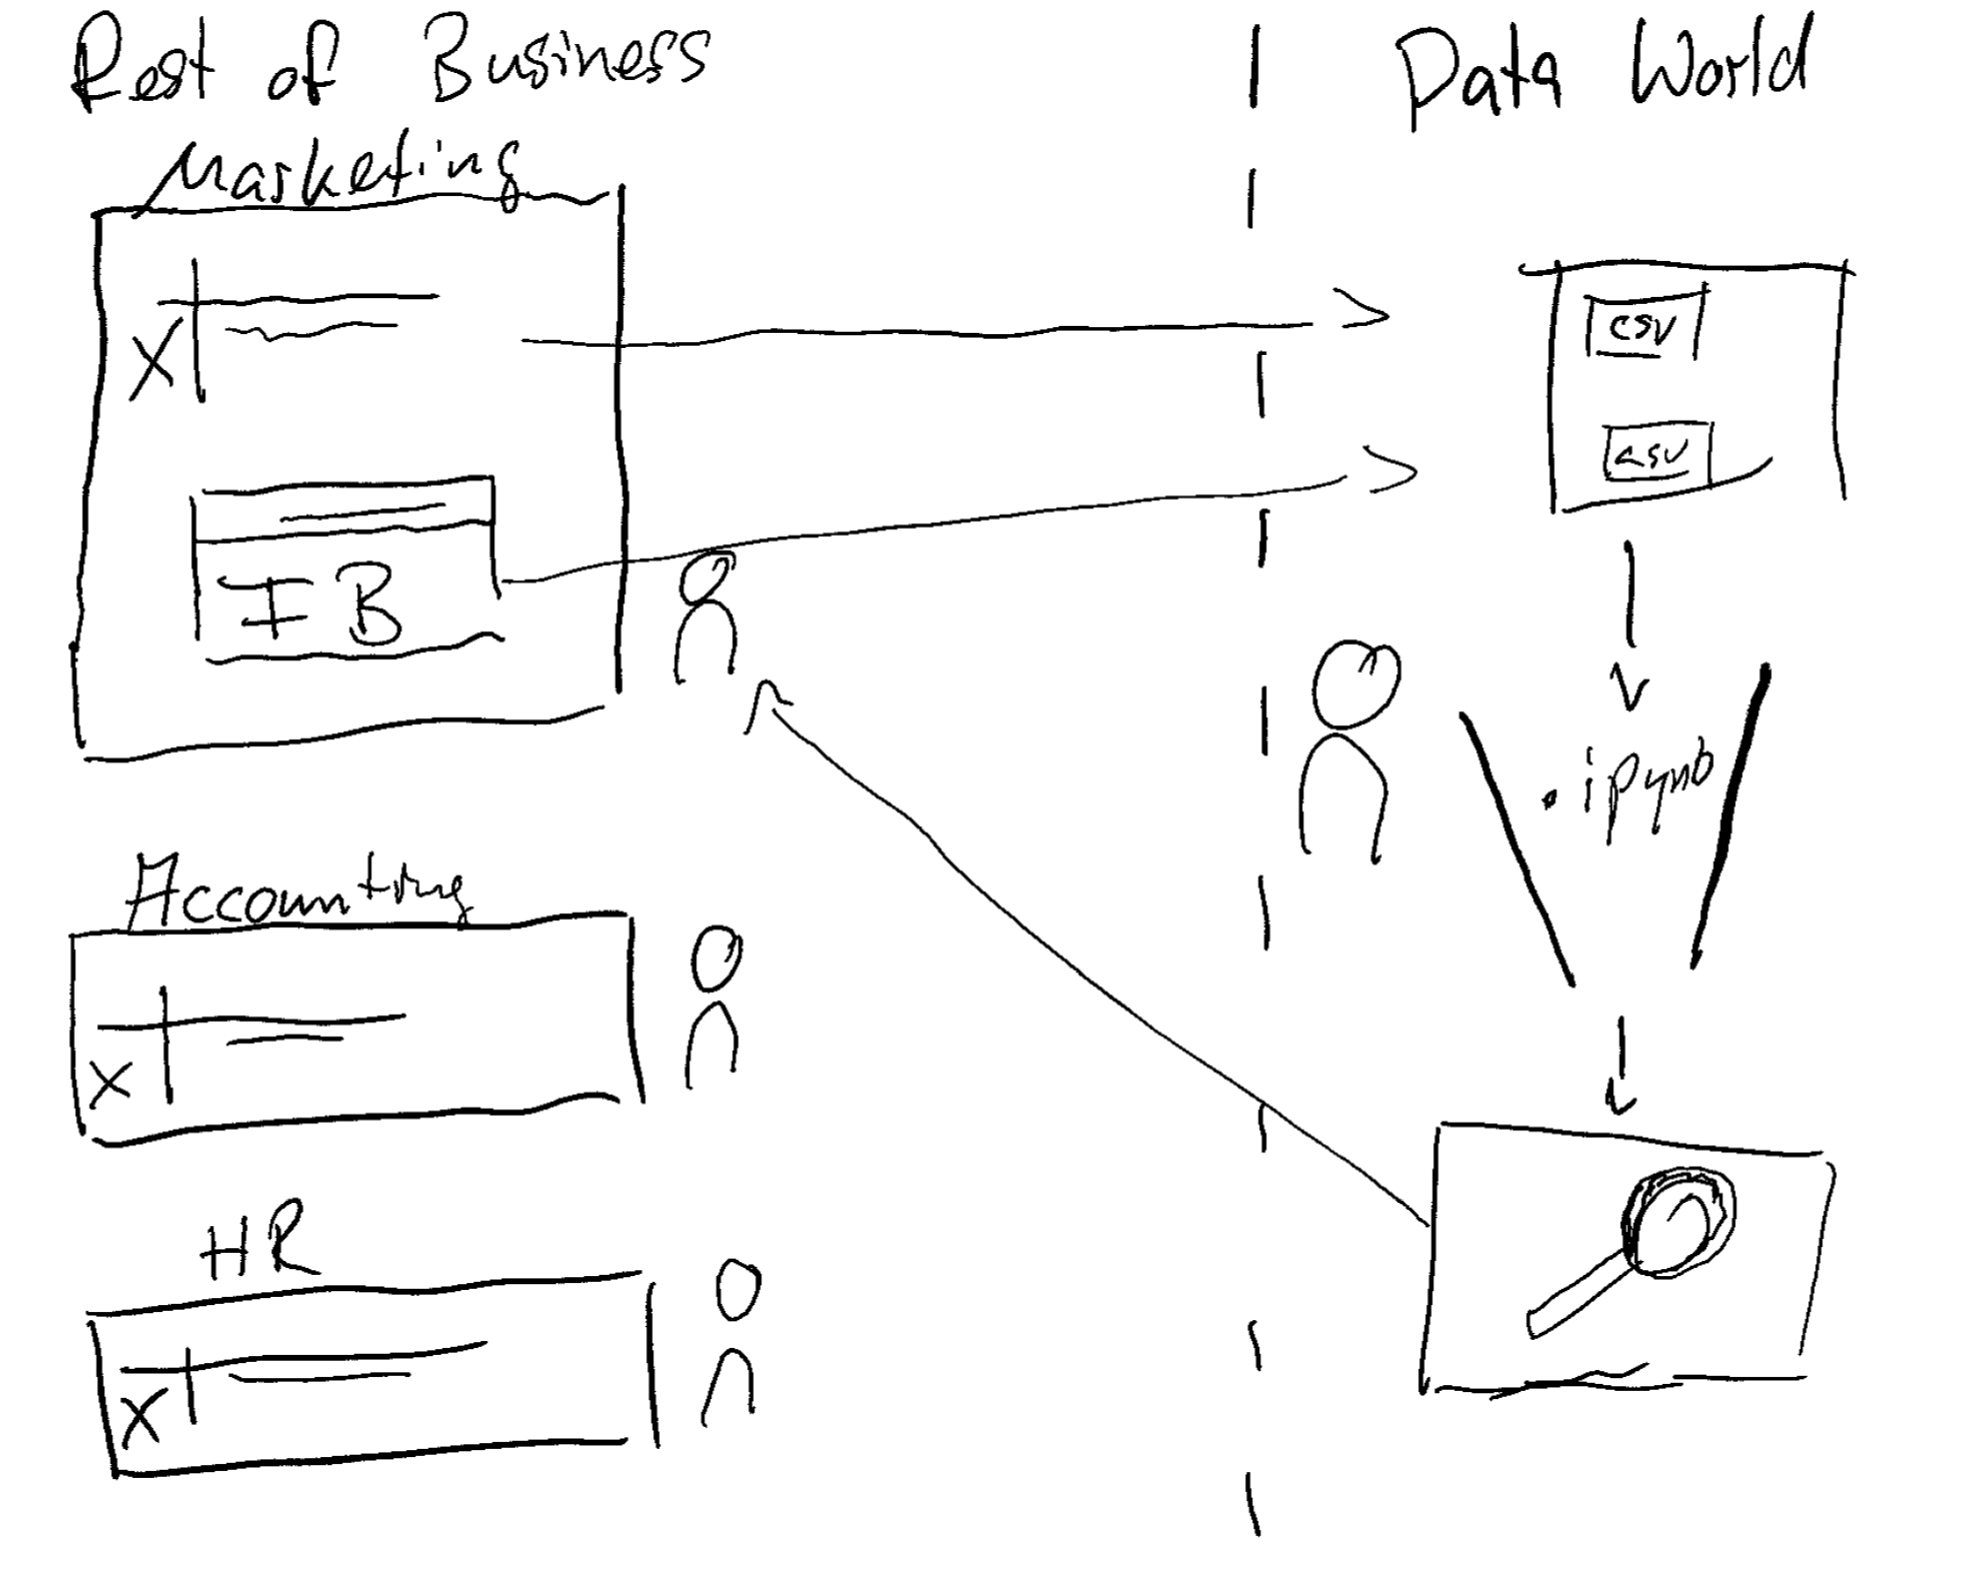 Rest of Business
Data World
Marketing
X
csv
csv
FB
.ipynb
Accounting
X
HR
X